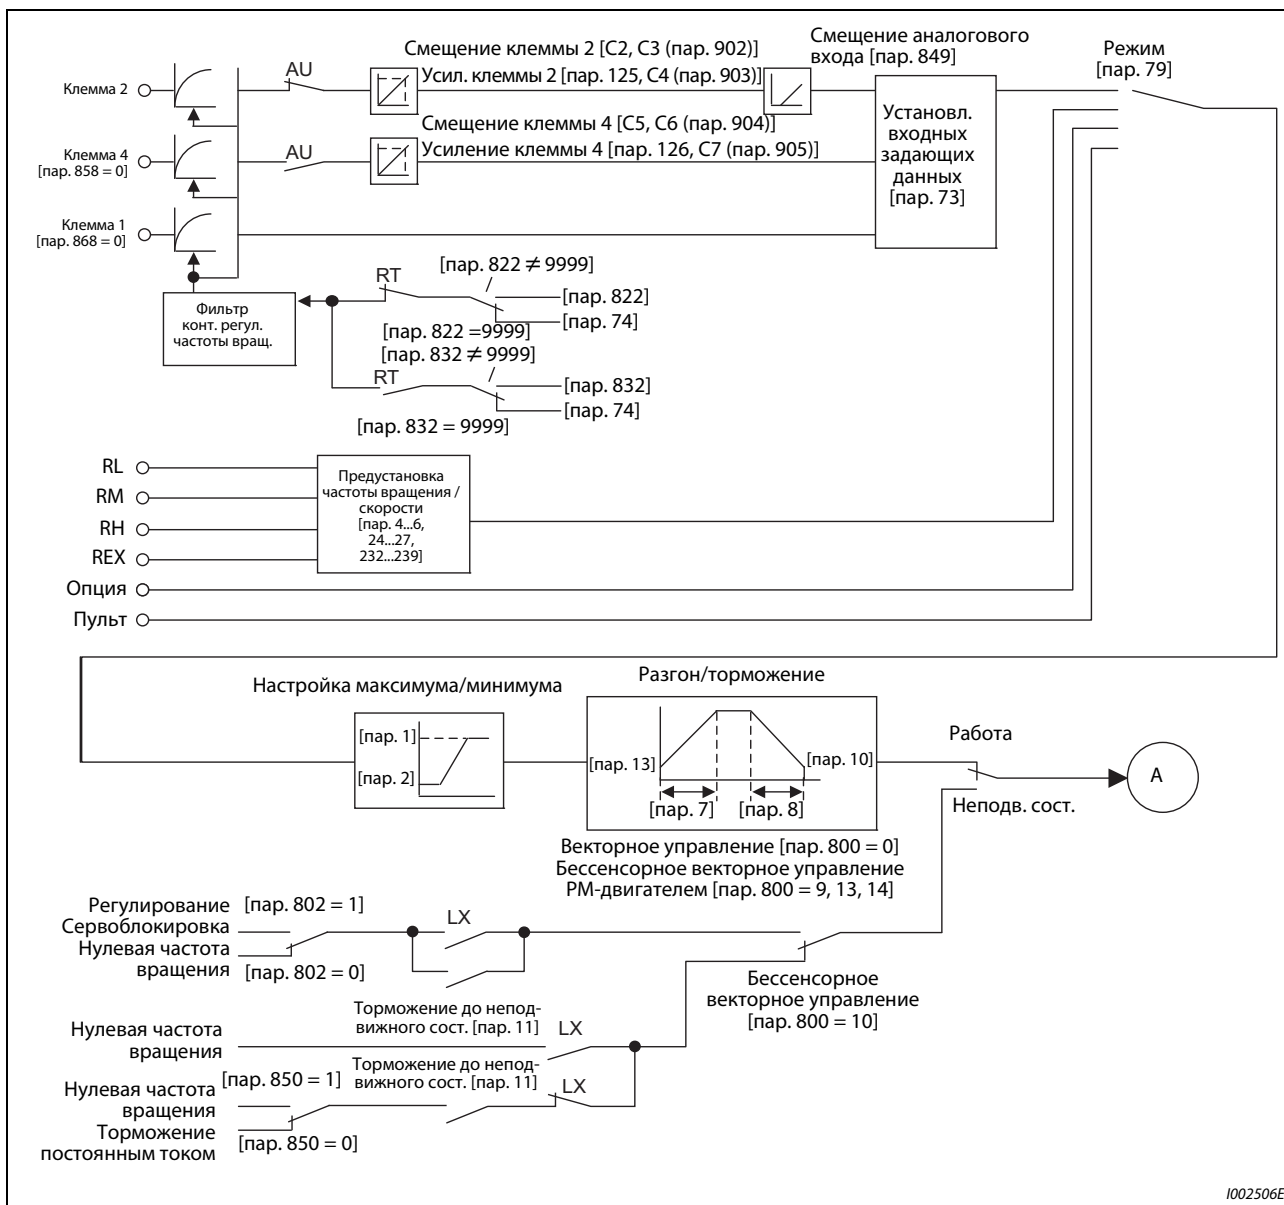 Смещение клеммы 2 [C2, C3 (пар. 902)]
Смещение аналогового
входа [пар. 849]
Режим
[пар. 79]
Клемма 2
AU
Усил. клеммы 2 [пар. 125, C4 (пар. 903)]
Установл.
входных
задающих
данных
[пар. 73]
Смещение клеммы 4 [C5, C6 (пар. 904)]
Клемма 4
[пар. 858 = 0]
AU
Усиление клеммы 4 [пар. 126, C7 (пар. 905)]
Клемма 1
[пар. 868 = 0]
[пар. 822 ≠ 9999]
RT
[пар. 822]
[пар. 74]
Фильтр
конт. регул.
частоты вращ.
[пар. 822 =9999]
[пар. 832 ≠ 9999]
RT
[пар. 832]
[пар. 74]
[пар. 832 = 9999]
RL
RM
RH
REX
Предустановка
частоты вращения /
скорости
[пар. 4...6,
24...27,
232...239]
Опция
Пульт
Настройка максимума/минимума
Разгон/торможение
[пар. 1]
[пар. 2]
[пар. 13]
[пар. 10]
[пар. 7]
[пар. 8]
Работа
A
Неподв. сост.
Векторное управление [пар. 800 = 0]
Бессенсорное векторное управление
PM-двигателем [пар. 800 = 9, 13, 14]
Регулирование
Сервоблокировка
[пар. 802 = 1]
LX
Нулевая частота
вращения
[пар. 802 = 0]
Бессенсорное
векторное управление
[пар. 800 = 10]
Торможение до непод-
вижного сост. [пар. 11]
LX
Нулевая частота
вращения
Торможение до непод-
вижного сост. [пар. 11]
LX
[пар. 850 = 1]
Нулевая частота
вращения
Торможение
постоянным током
[пар. 850 = 0]
I002506E